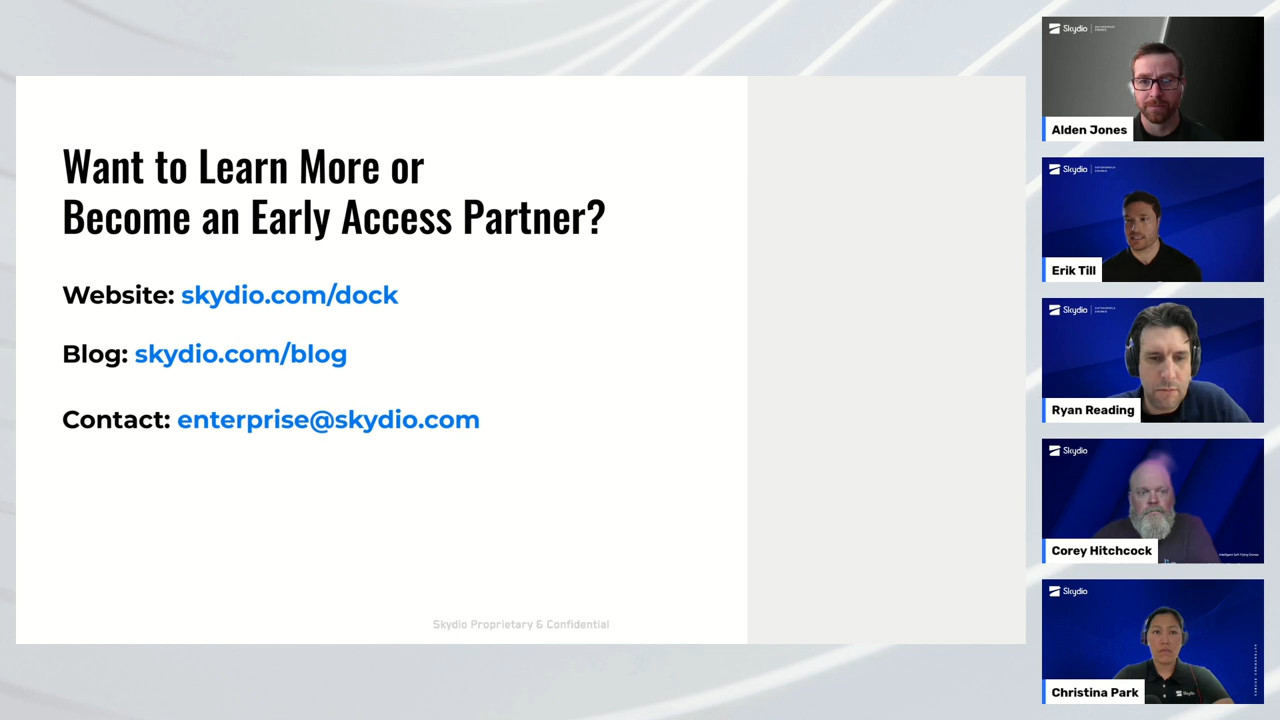 Want to Learn More or
Become an Early Access Partner?
Website: skydio.com/dock
Blog: skydio.com/blog
Contact: enterprise@skydio.com
Skydio Proprietary & Confidential
Skydio
Alden Jones
Skydio
Erik Till
Skydio
Ryan Reading
Skydio
Corey Hitchcock
Skydio
Skydio
Christina Park